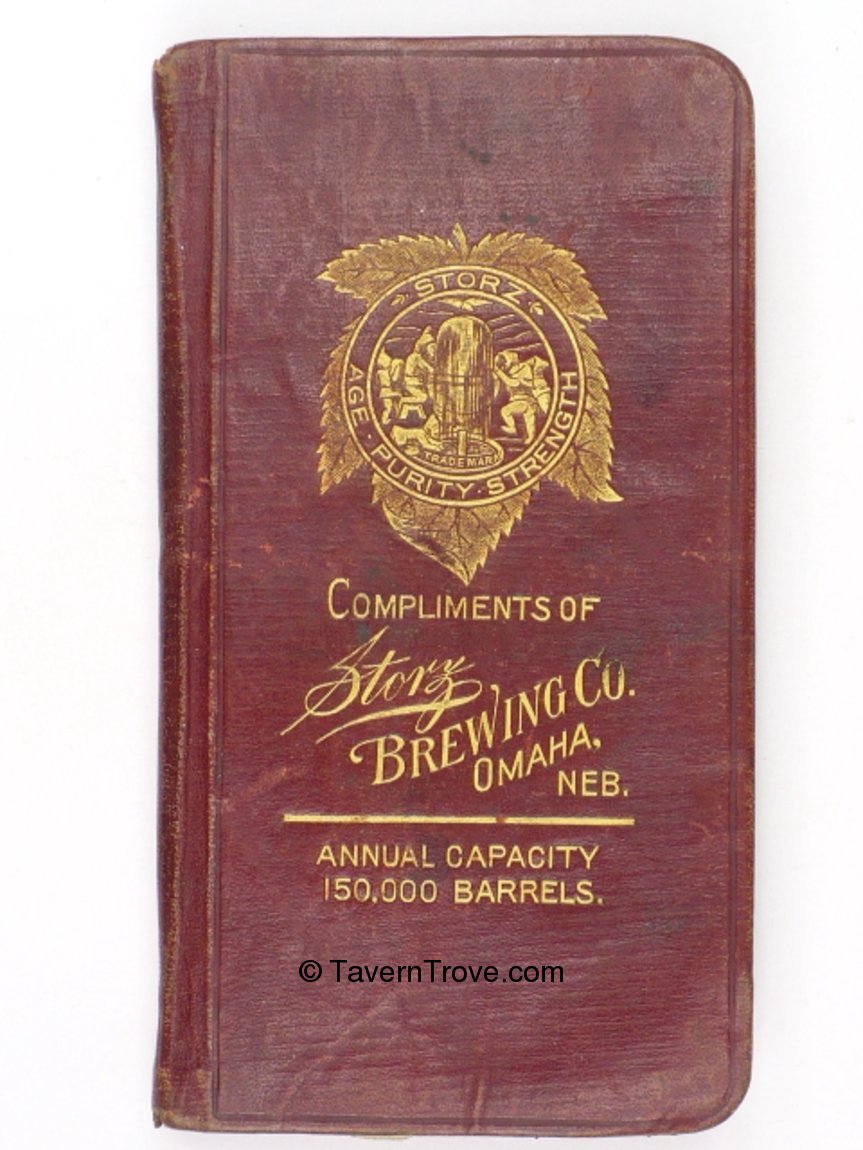 STORZ
AGE · PURITY · STRENGTH
TRADEMARK
COMPLIMENTS OF
Storz
BREWING CO.
OMAHA,
NEB.
ANNUAL CAPACITY
150,000 BARRELS.
© TavernTrove.com